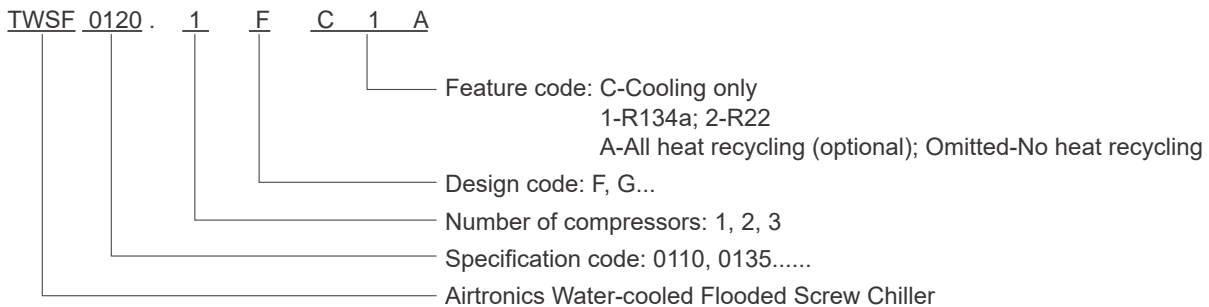 TWSF 0120 . 1 F C 1 A
Feature code: C-Cooling only
1-R134a; 2-R22
A-All heat recycling (optional); Omitted-No heat recycling
Design code: F, G...
Number of compressors: 1, 2, 3
Specification code: 0110, 0135......
Airtronics Water-cooled Flooded Screw Chiller